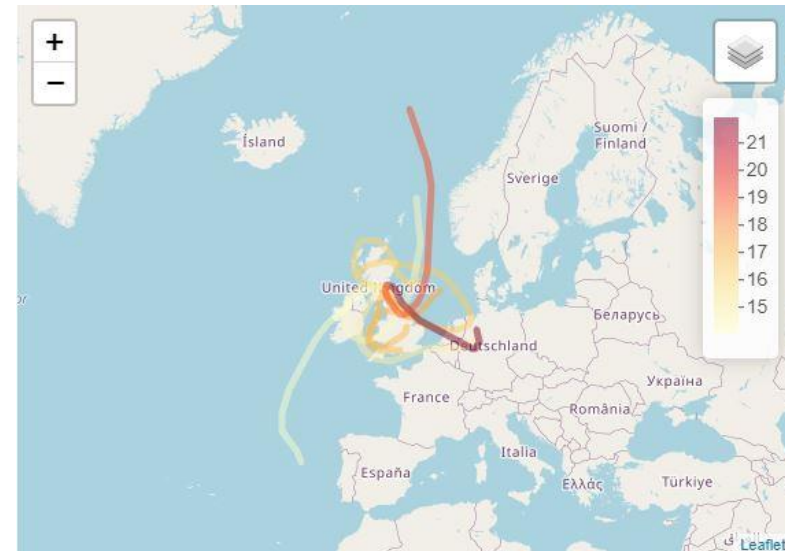 +
−
Ísland
Suomi /
Finland
Sverige
21
20
19
18
17
16
15
United Kingdom
Беларусь
Deutschland
Україна
France
România
Italia
España
Ελλάς
Türkiye
Leaflet